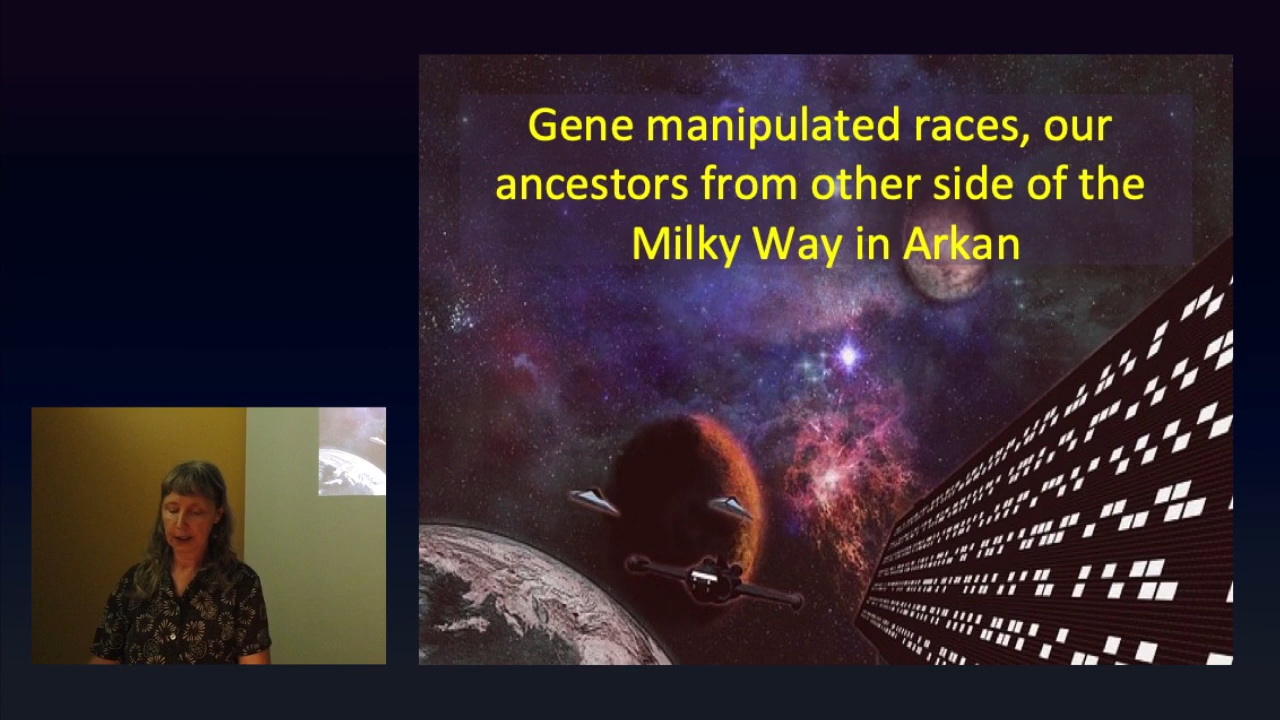 Gene manipulated races, our
ancestors from other side of the
Milky Way in Arkan